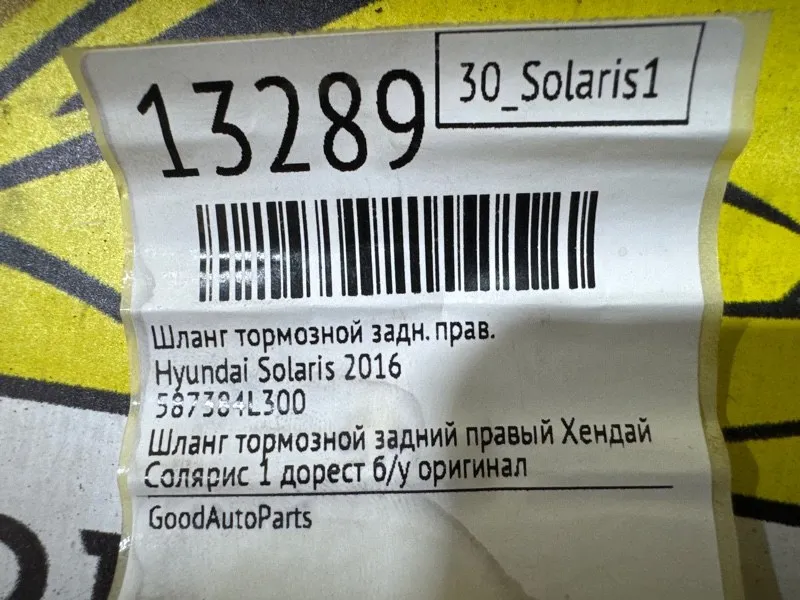 13289
30_Solaris1
Шланг тормозной задн. прав.
Hyundai Solaris 2016
587384L300
Шланг тормозной задний правый Хендай
Солярис 1 дорест б/у оригинал
GoodAutoParts